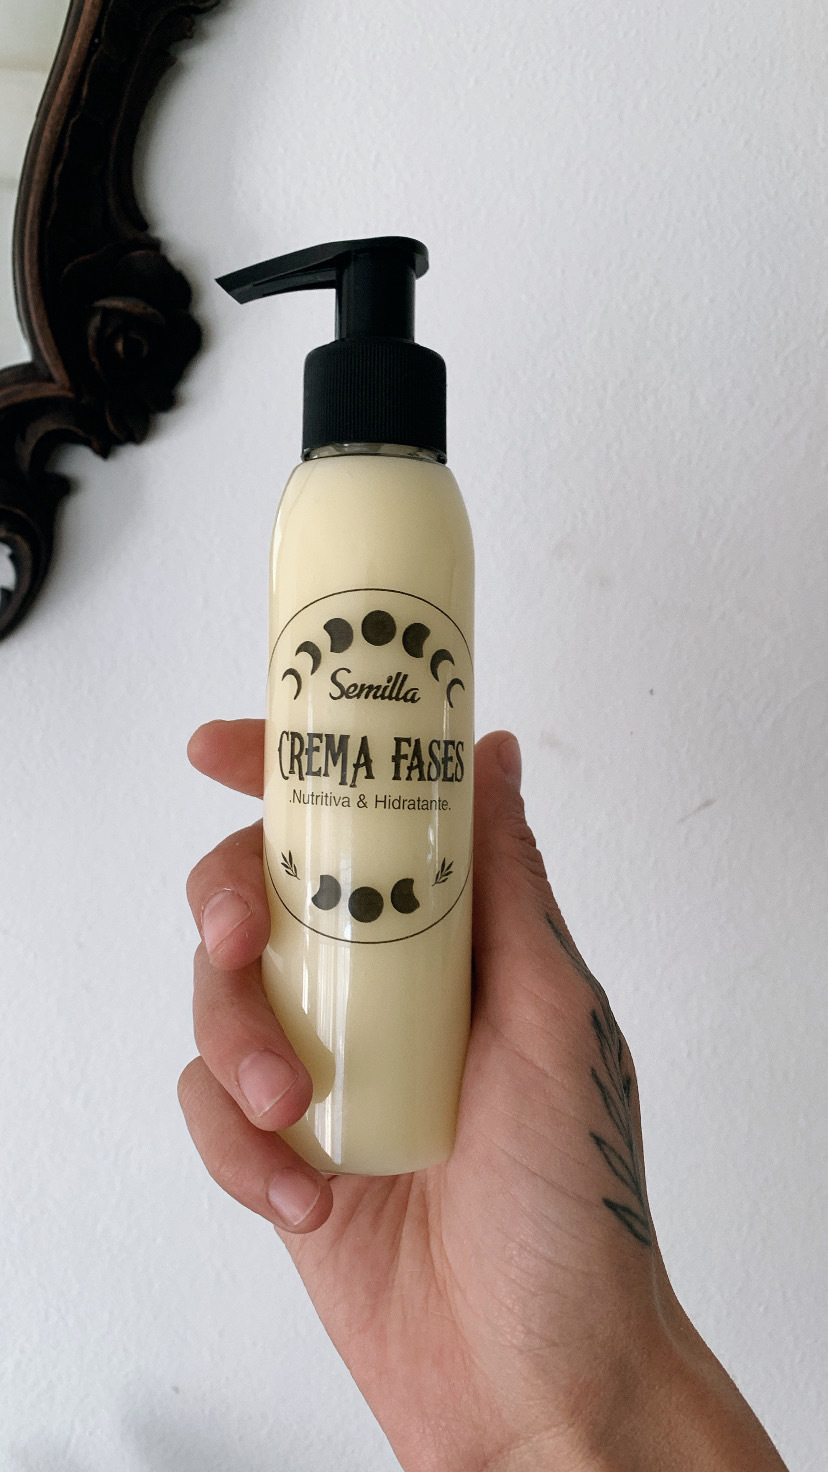 Semilla
CREMA FASES
.Nutritiva & Hidratante.